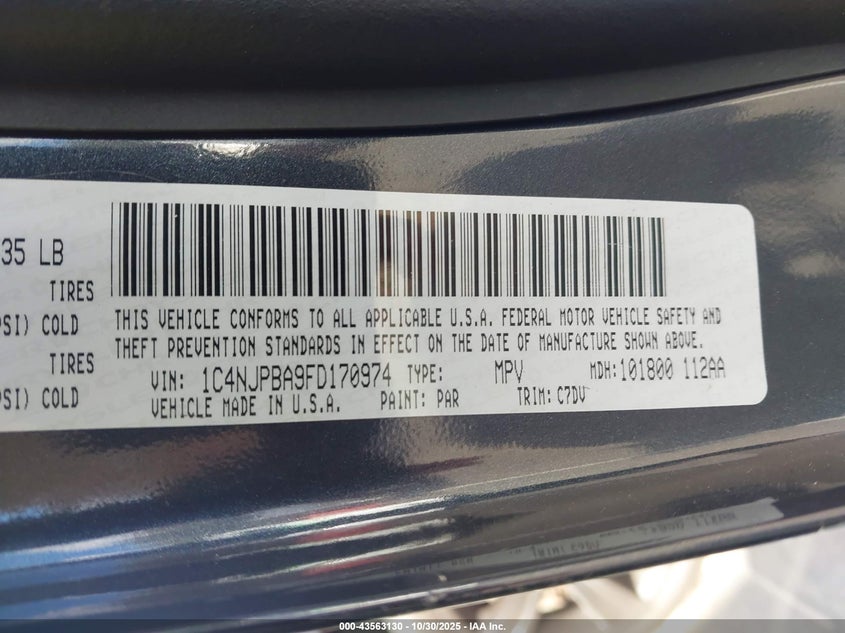 35 LB
TIRES
PSI) COLD
TIRES
PSI) COLD
THIS VEHICLE CONFORMS TO ALL APPLICABLE U.S.A. FEDERAL MOTOR VEHICLE SAFETY AND
THEFT PREVENTION STANDARDS IN EFFECT ON THE DATE OF MANUFACTURE SHOWN ABOVE.
VIN: 1C4NJPBA9FD170974 TYPE: MPV MDH: 101800 112AA
VEHICLE MADE IN U.S.A. PAINT: PAR TRIM: C7DV
000-43563130 - 10/30/2025 - IAA Inc.